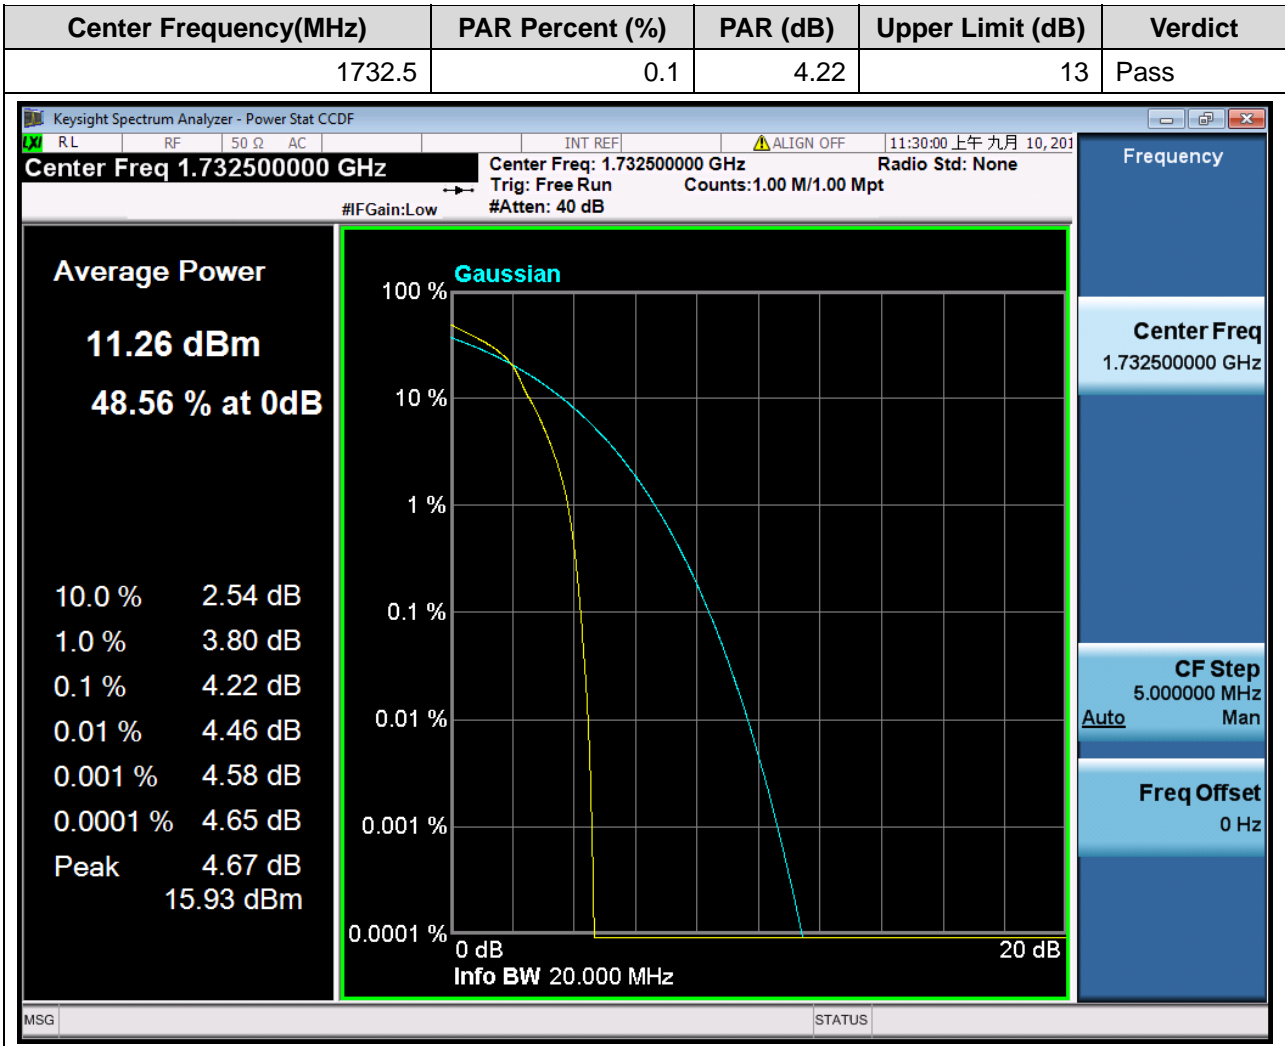 Center Frequency(MHz) PAR Percent (%) PAR (dB) Upper Limit (dB) Verdict
1732.5 0.1 4.22 13 Pass
Keysight Spectrum Analyzer - Power Stat CCDF
LXI RL RF 50 Ω AC INT REF ALIGN OFF 11:30:00 上午 九月 10, 201
Center Freq 1.732500000 GHz
Center Freq: 1.732500000 GHz Radio Std: None
Trig: Free Run Counts:1.00 M/1.00 Mpt
#IFGain:Low #Atten: 40 dB
Average Power
11.26 dBm
48.56 % at 0dB
10.0 % 2.54 dB
1.0 % 3.80 dB
0.1 % 4.22 dB
0.01 % 4.46 dB
0.001 % 4.58 dB
0.0001 % 4.65 dB
Peak 4.67 dB
15.93 dBm
Gaussian
100 %
10 %
1 %
0.1 %
0.01 %
0.001 %
0.0001 %
0 dB 20 dB
Info BW 20.000 MHz
Frequency
Center Freq
1.732500000 GHz
CF Step
5.000000 MHz
Auto Man
Freq Offset
0 Hz
MSG STATUS